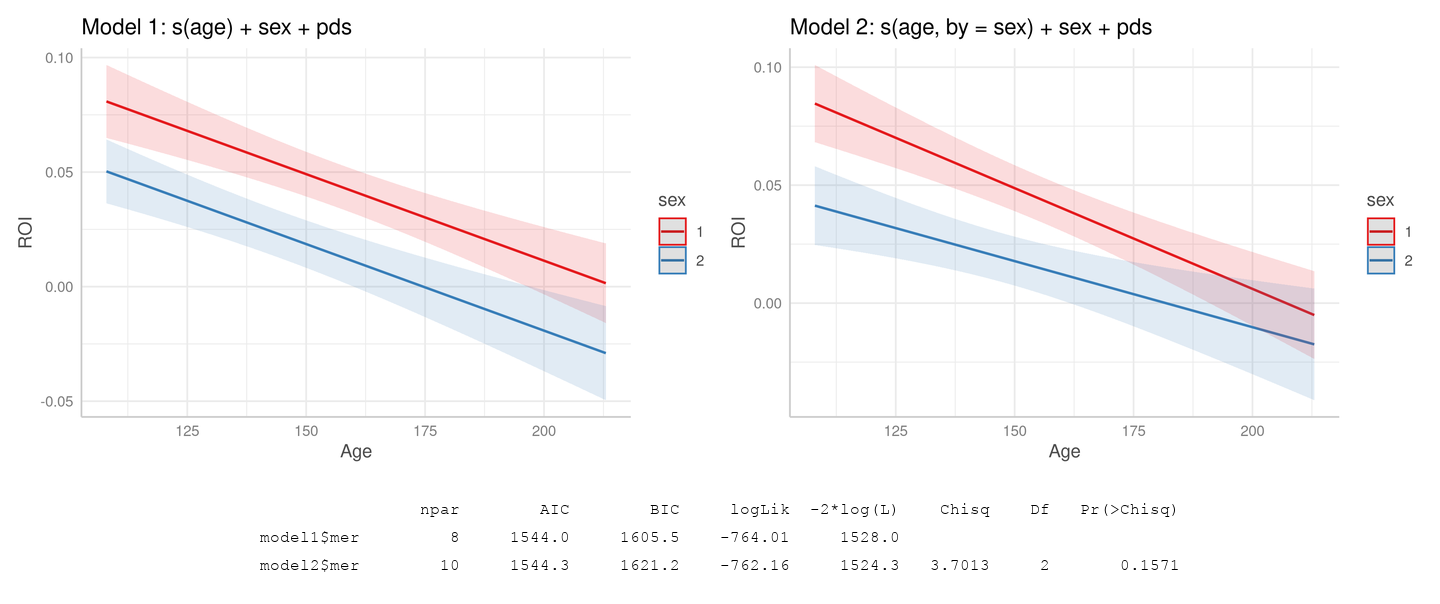 Model 1: s(age) + sex + pds
0.10
0.05
0.00
-0.05
ROI
125 150 175 200
Age
sex
1
2
Model 2: s(age, by = sex) + sex + pds
0.10
0.05
0.00
ROI
125 150 175 200
Age
sex
1
2
npar AIC BIC logLik -2*log(L) Chisq Df Pr(>Chisq)
model1$mer 8 1544.0 1605.5 -764.01 1528.0
model2$mer 10 1544.3 1621.2 -762.16 1524.3 3.7013 2 0.1571